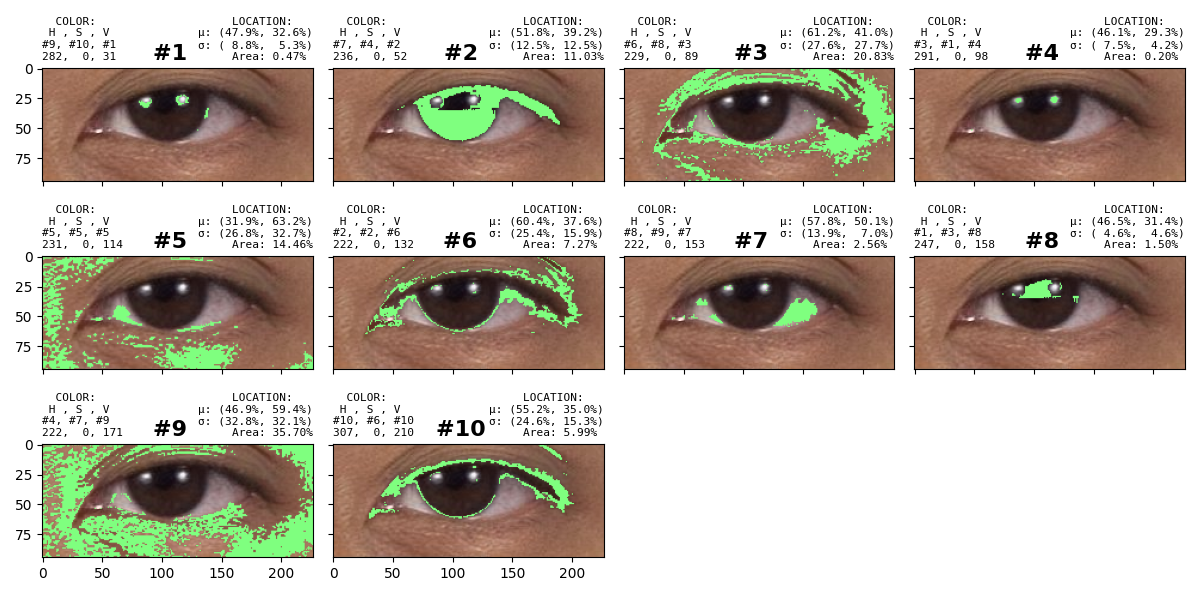 COLOR: LOCATION:
H , S , V μ: (47.9%, 32.6%)
#9, #10, #1 #1 σ: ( 8.8%, 5.3%)
282, 0, 31 Area: 0.47%
COLOR: LOCATION:
H , S , V μ: (51.8%, 39.2%)
#7, #4, #2 #2 σ: (12.5%, 12.5%)
236, 0, 52 Area: 11.03%
COLOR: LOCATION:
H , S , V μ: (61.2%, 41.0%)
#6, #8, #3 #3 σ: (27.6%, 27.7%)
229, 0, 89 Area: 20.83%
COLOR: LOCATION:
H , S , V μ: (46.1%, 29.3%)
#3, #1, #4 #4 σ: ( 7.5%, 4.2%)
291, 0, 98 Area: 0.20%
0
25
50
75
COLOR: LOCATION:
H , S , V μ: (31.9%, 63.2%)
#5, #5, #5 #5 σ: (26.8%, 32.7%)
231, 0, 114 Area: 14.46%
COLOR: LOCATION:
H , S , V μ: (60.4%, 37.6%)
#2, #2, #6 #6 σ: (25.4%, 15.9%)
222, 0, 132 Area: 7.27%
COLOR: LOCATION:
H , S , V μ: (57.8%, 50.1%)
#8, #9, #7 #7 σ: (13.9%, 7.0%)
222, 0, 153 Area: 2.56%
COLOR: LOCATION:
H , S , V μ: (46.5%, 31.4%)
#1, #3, #8 #8 σ: ( 4.6%, 4.6%)
247, 0, 158 Area: 1.50%
0
25
50
75
COLOR: LOCATION:
H , S , V μ: (46.9%, 59.4%)
#4, #7, #9 #9 σ: (32.8%, 32.1%)
222, 0, 171 Area: 35.70%
COLOR: LOCATION:
H , S , V μ: (55.2%, 35.0%)
#10, #6, #10 #10 σ: (24.6%, 15.3%)
307, 0, 210 Area: 5.99%
0
25
50
75
0 50 100 150 200
0 50 100 150 200